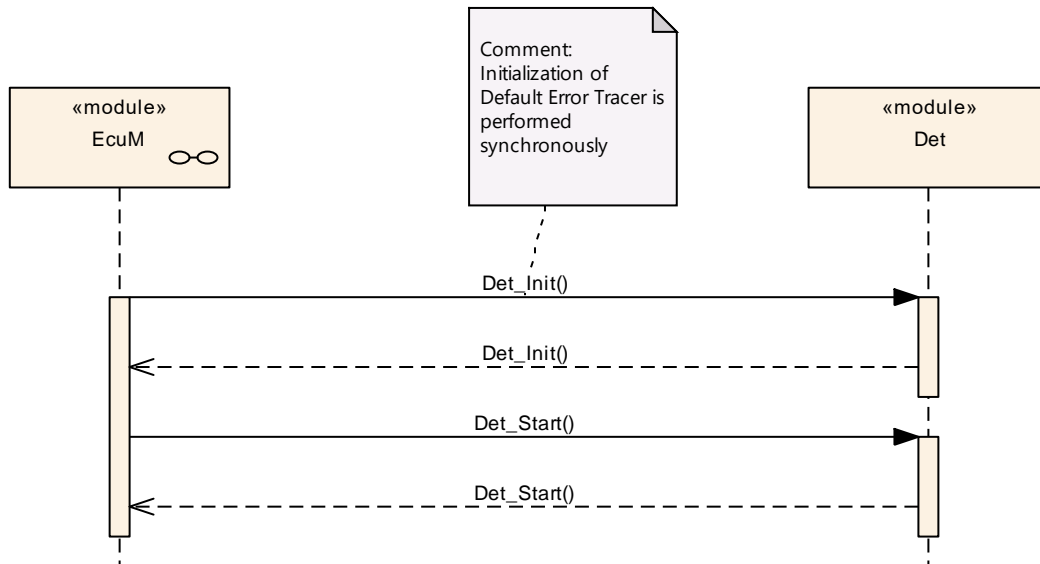 Comment:
Initialization of
Default Error Tracer is
performed
synchronously
«module»
EcuM
«module»
Det
Det_Init()
Det_Init()
Det_Start()
Det_Start()